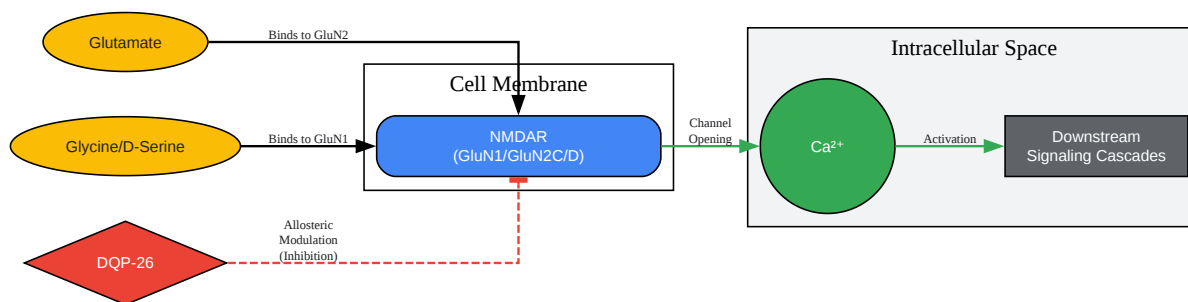 Glutamate
Binds to GluN2
Cell Membrane
Intracellular Space
Glycine/D-Serine
Binds to GluN1
NMDAR
(GluN1/GluN2C/D)
Channel
Opening
Ca²⁺
Activation
Downstream
Signaling Cascades
DQP-26
Allosteric
Modulation
(Inhibition)